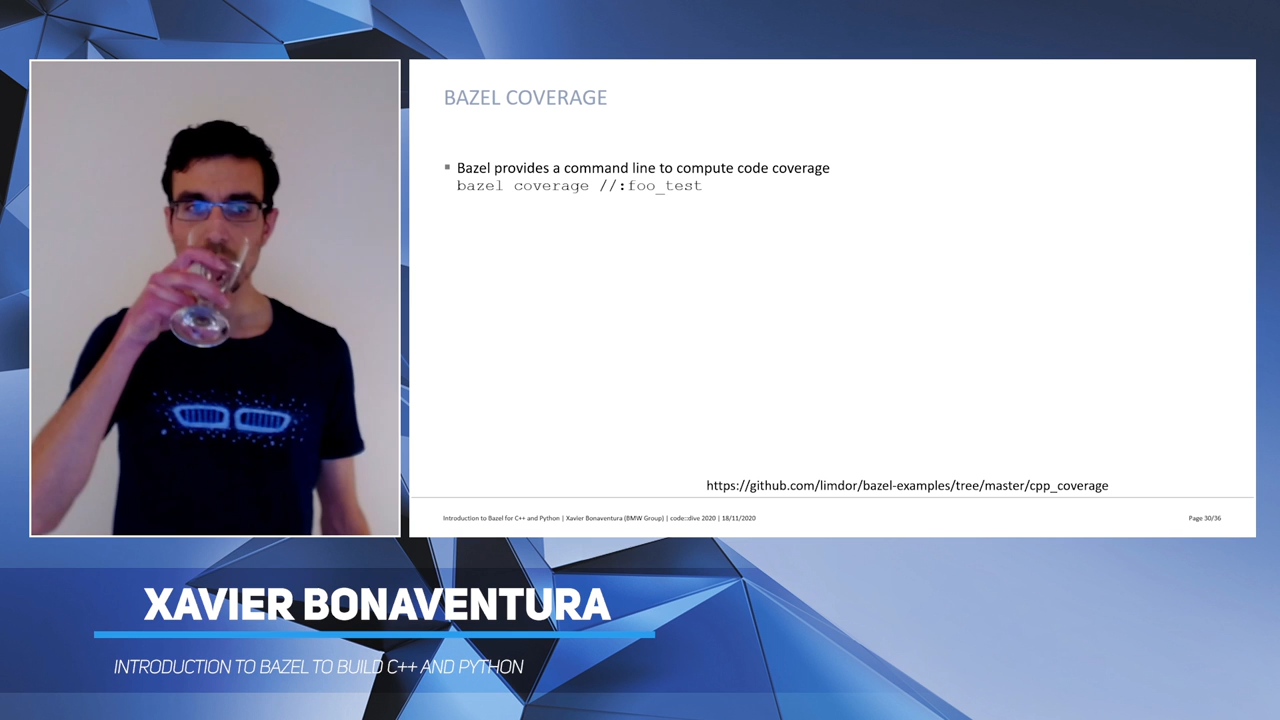 BAZEL COVERAGE
▪ Bazel provides a command line to compute code coverage
bazel coverage //:foo_test
https://github.com/limdor/bazel-examples/tree/master/cpp_coverage
Introduction to Bazel for C++ and Python | Xavier Bonaventura (BMW Group) | code::dive 2020 | 18/11/2020
Page 30/36
XAVIER BONAVENTURA
INTRODUCTION TO BAZEL TO BUILD C++ AND PYTHON